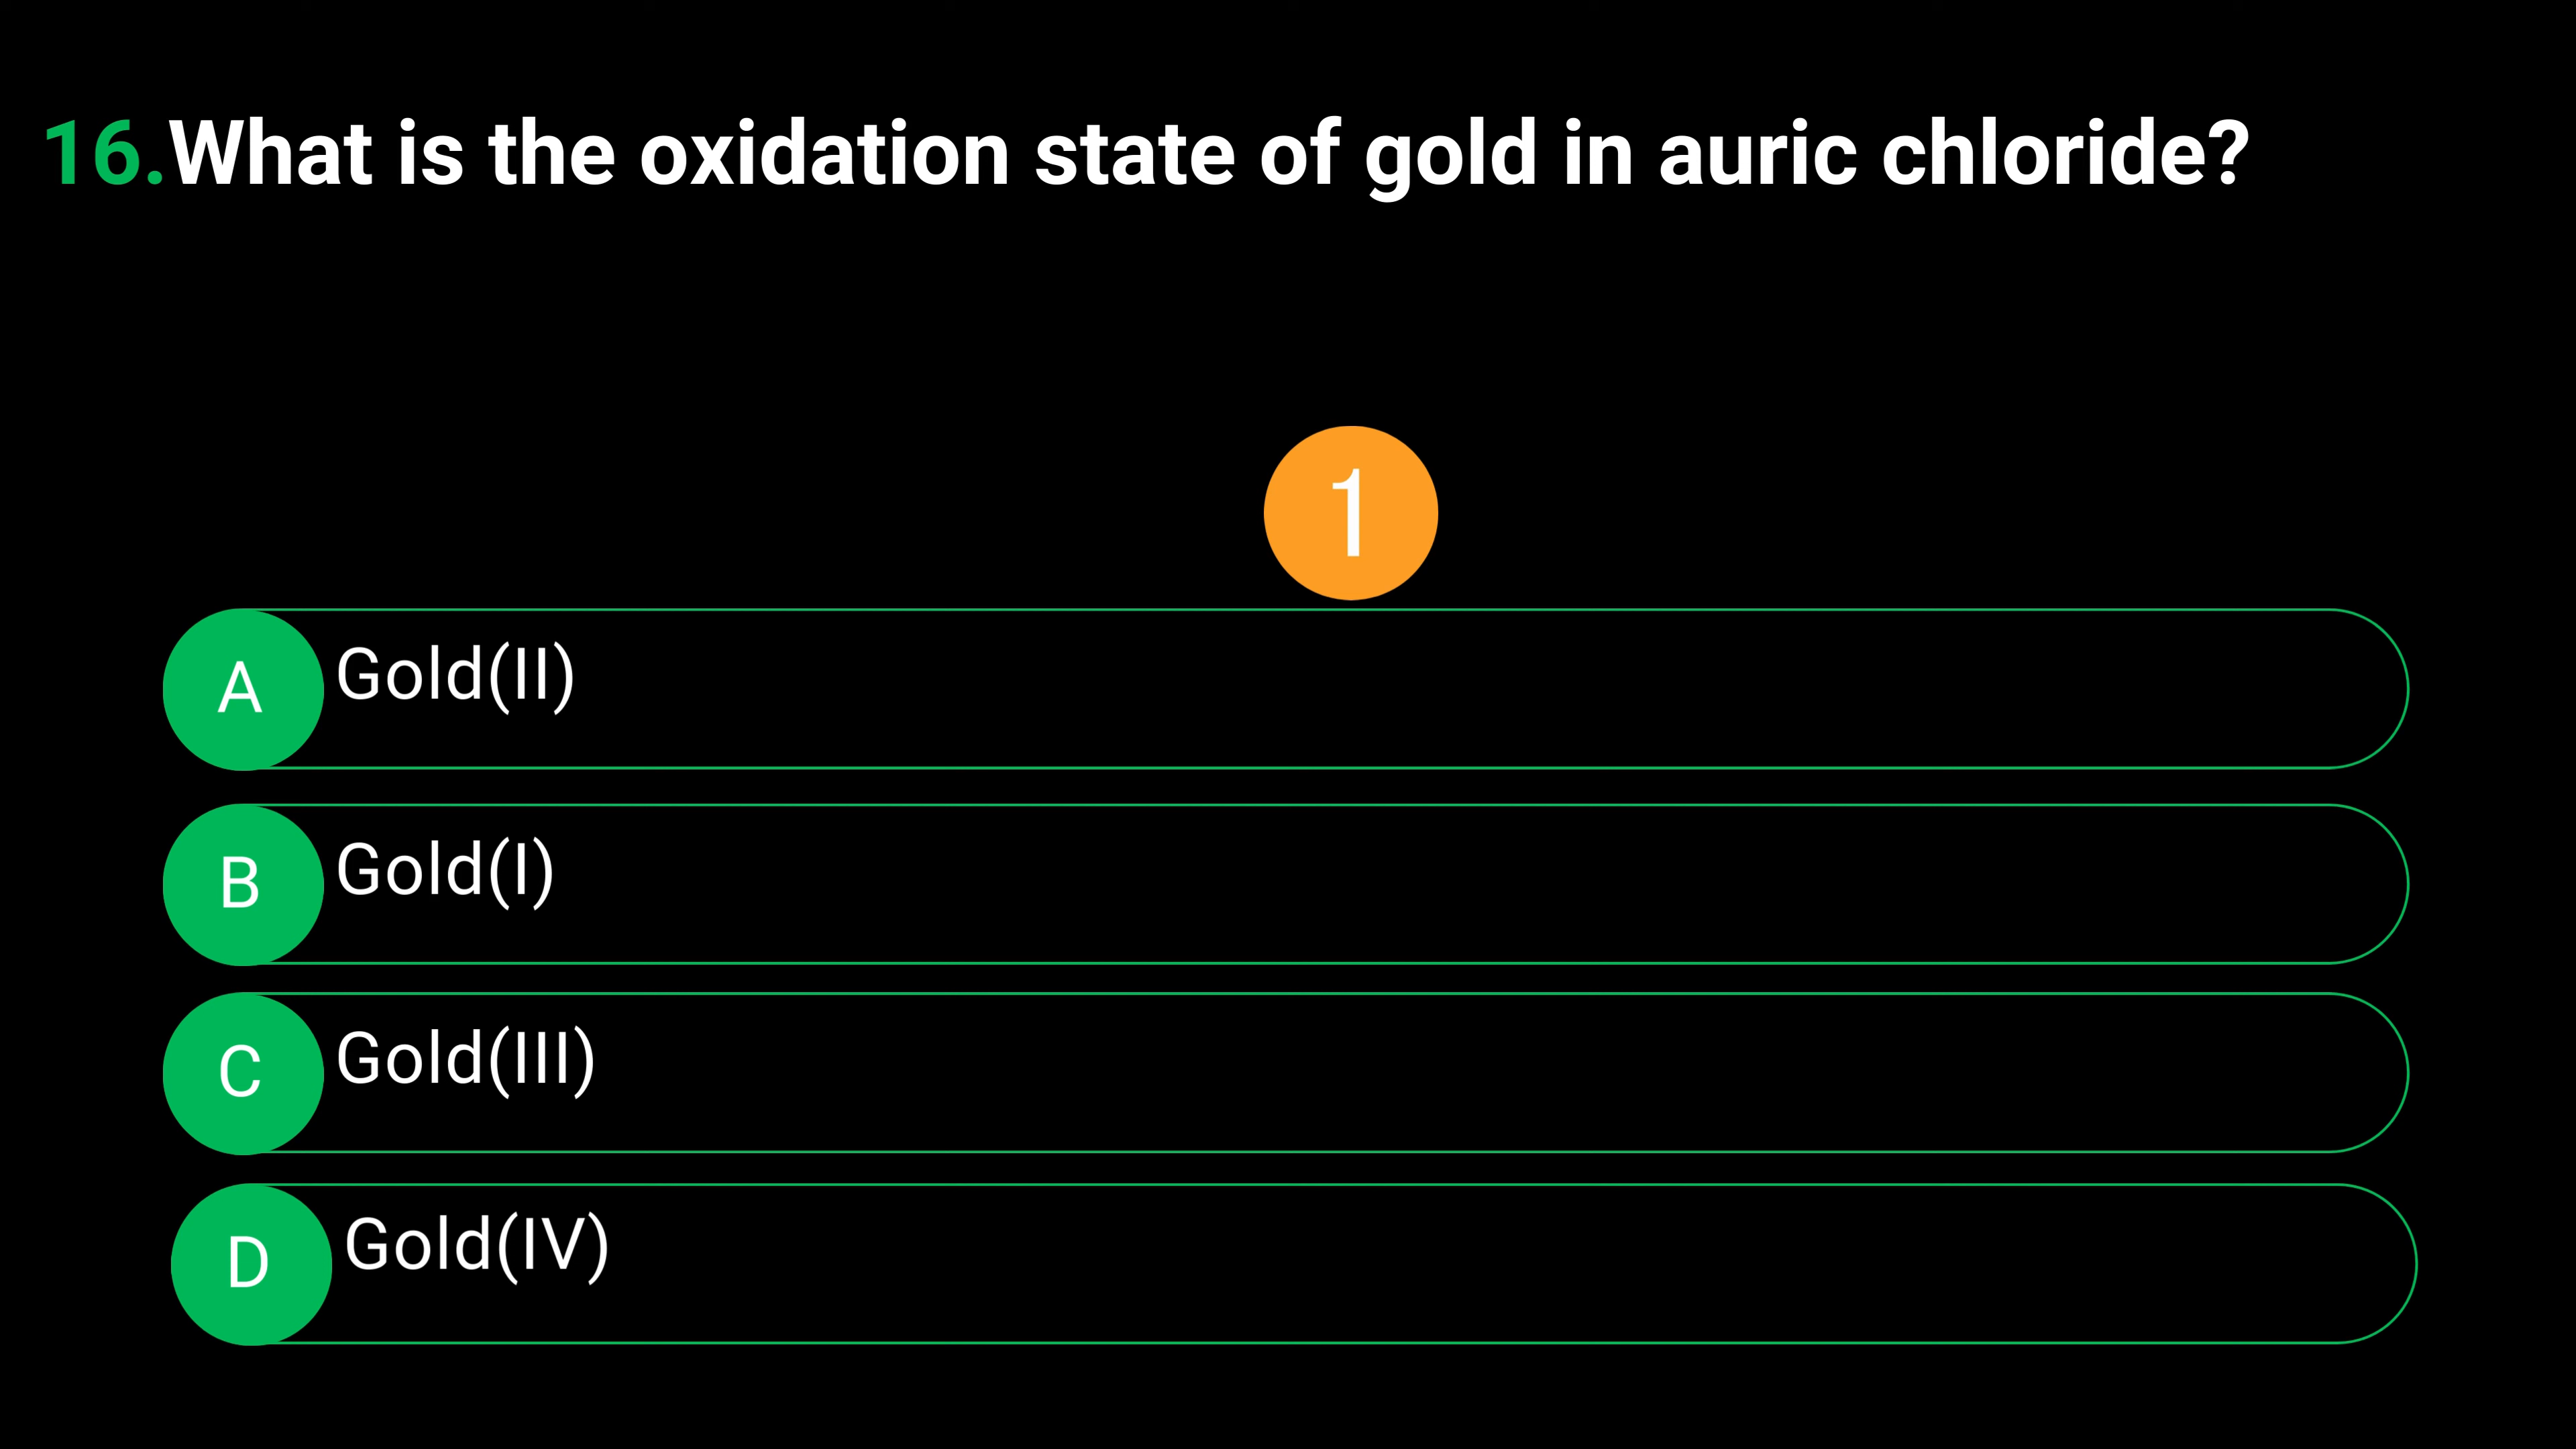 16.What is the oxidation state of gold in auric chloride?
1
A Gold(II)
B Gold(I)
C Gold(III)
D Gold(IV)